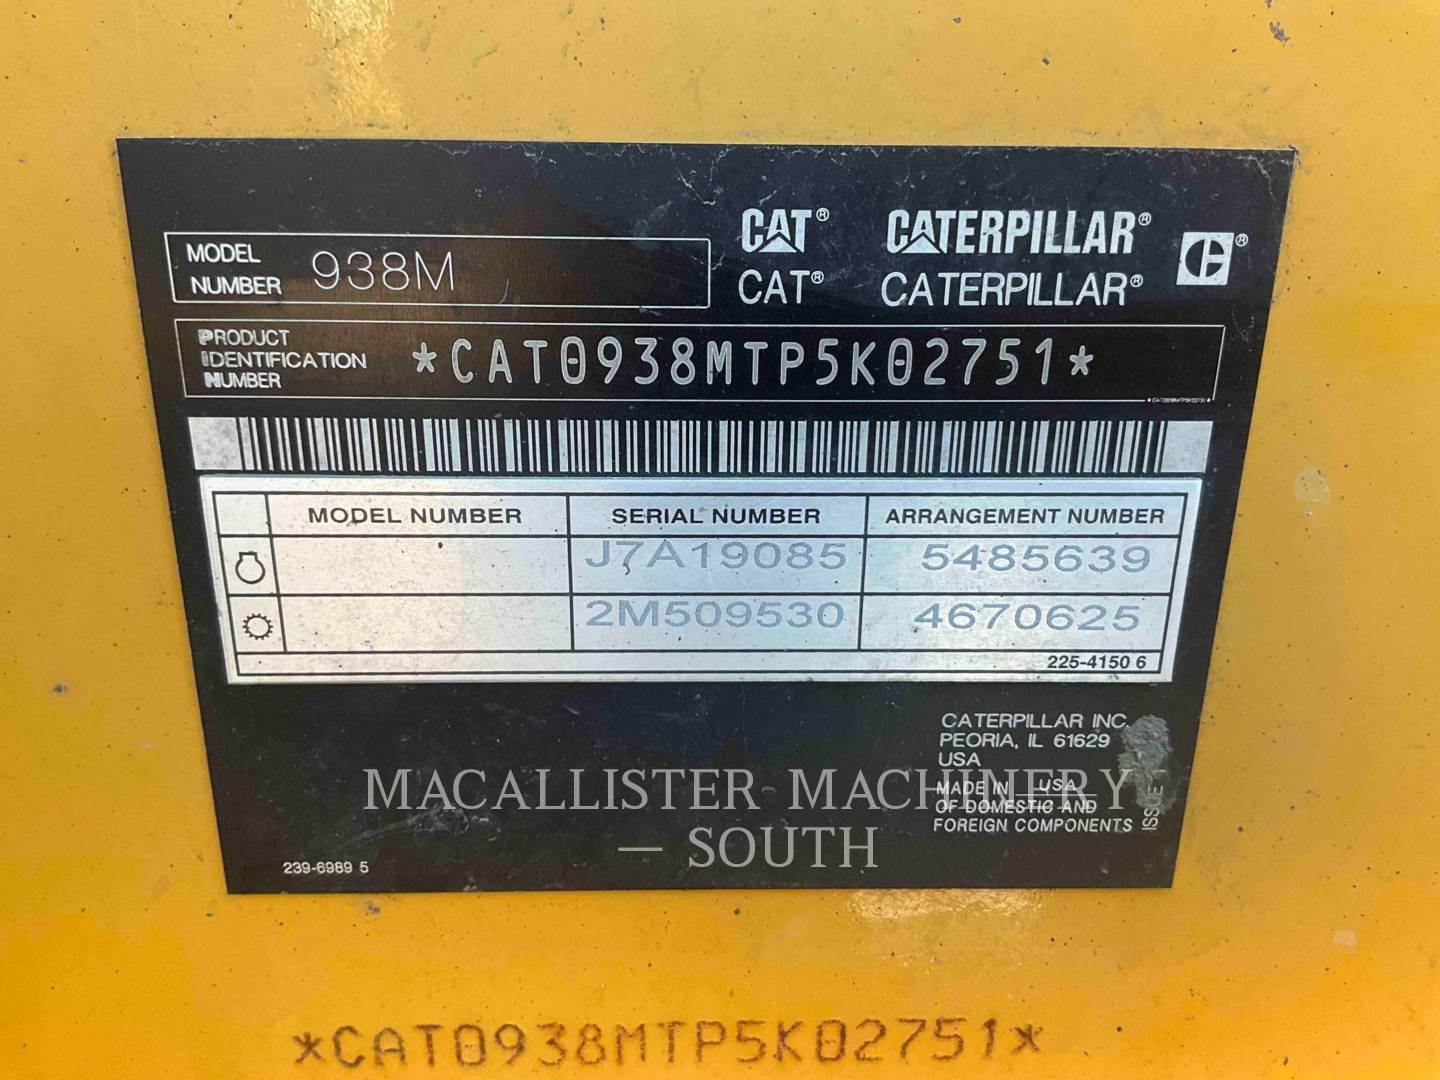 CAT® CATERPILLAR®
CAT® CATERPILLAR®
MODEL NUMBER 938M
PRODUCT IDENTIFICATION NUMBER *CAT0938MTP5K02751*
*CAT0938MTP5K02751*
MODEL NUMBER SERIAL NUMBER ARRANGEMENT NUMBER
J7A19085 5485639
2M509530 4670625
225-4150 6
CATERPILLAR INC.
PEORIA, IL 61629
USA
MADE IN USA
OF DOMESTIC AND
FOREIGN COMPONENTS
ISSUE 1
239-6989 5
MACALLISTER MACHINERY
— SOUTH
*CAT0938MTP5K02751*